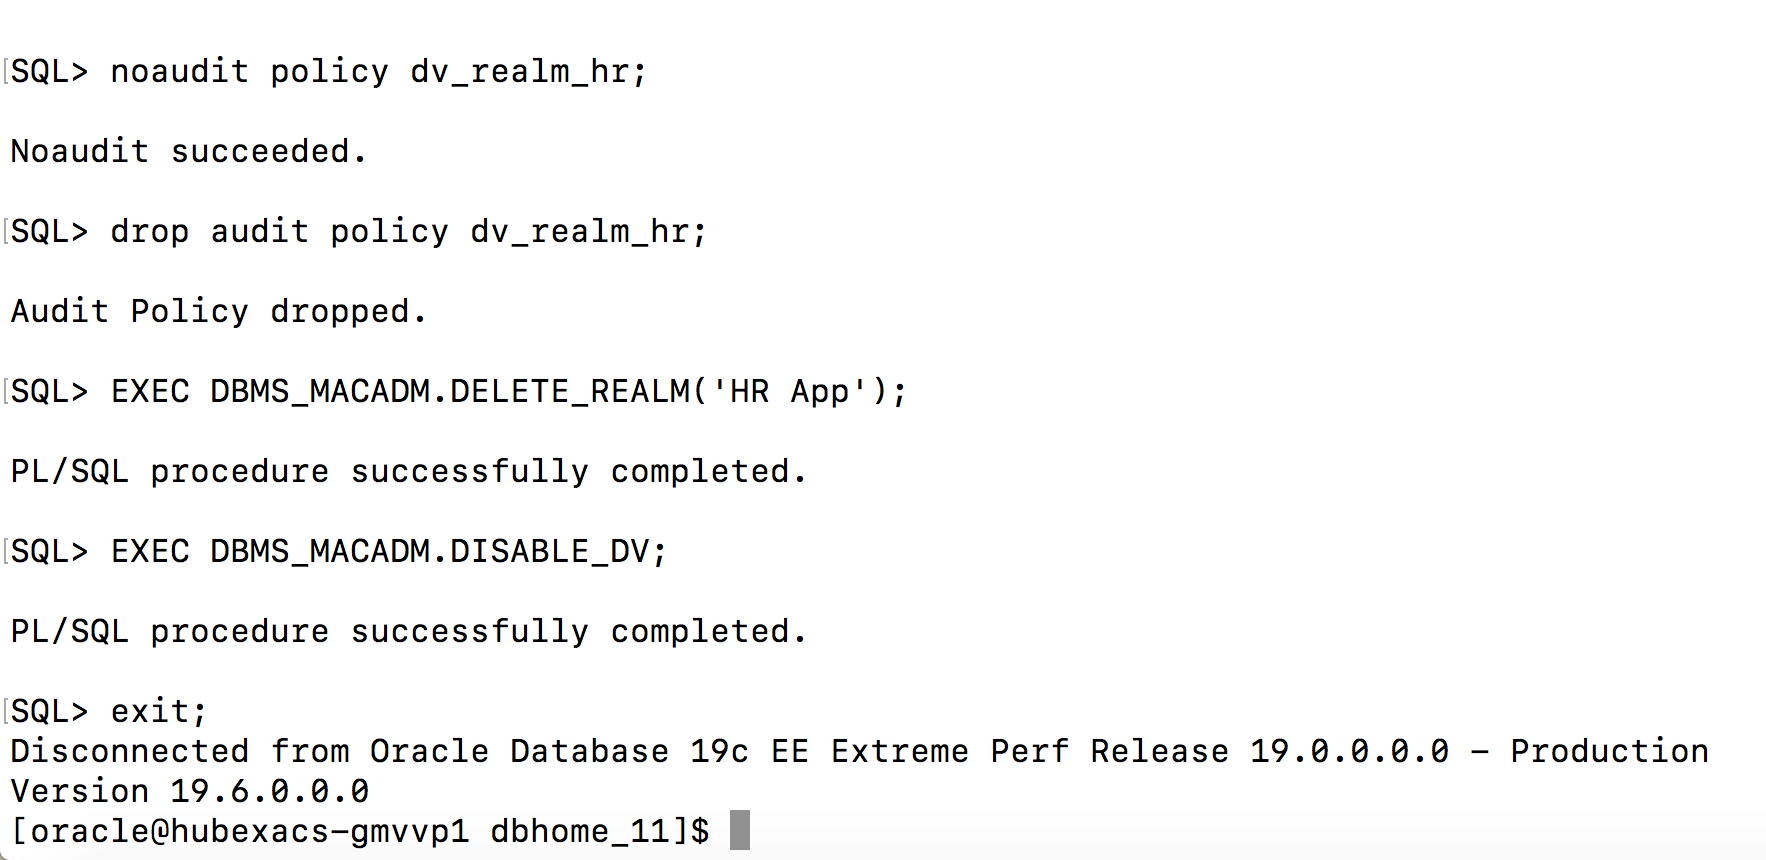 [SQL> noaudit policy dv_realm_hr;
Noaudit succeeded.
[SQL> drop audit policy dv_realm_hr;
Audit Policy dropped.
[SQL> EXEC DBMS_MACADM.DELETE_REALM('HR App');
PL/SQL procedure successfully completed.
[SQL> EXEC DBMS_MACADM.DISABLE_DV;
PL/SQL procedure successfully completed.
[SQL> exit;
Disconnected from Oracle Database 19c EE Extreme Perf Release 19.0.0.0.0 - Production
Version 19.6.0.0.0
[oracle@hubexacs-gmvvp1 dbhome_11]$